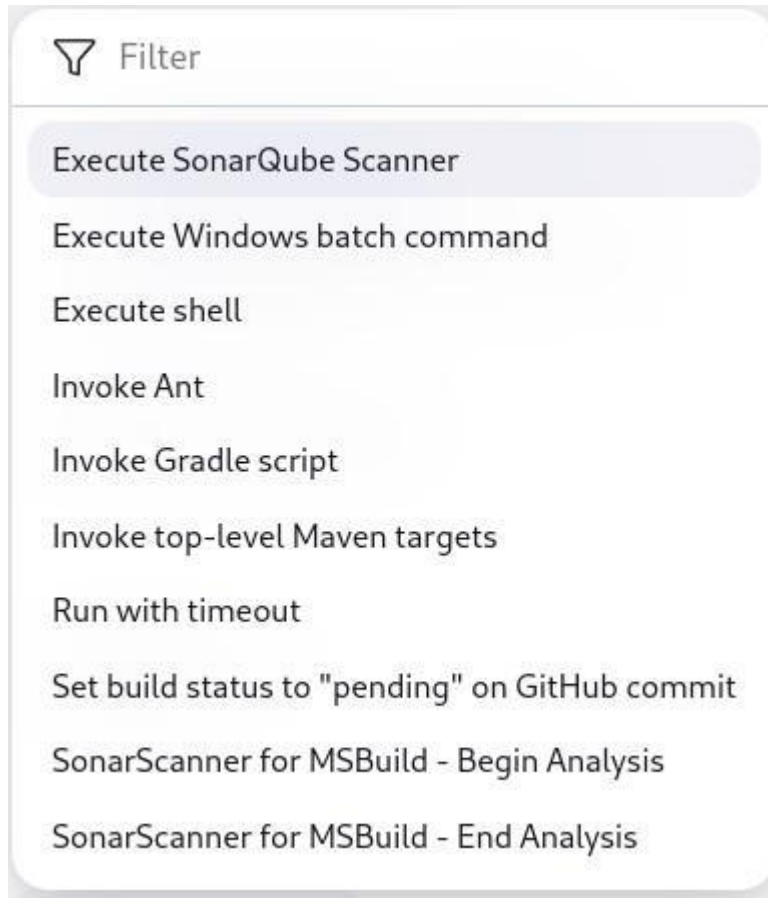 Filter
Execute SonarQube Scanner
Execute Windows batch command
Execute shell
Invoke Ant
Invoke Gradle script
Invoke top-level Maven targets
Run with timeout
Set build status to "pending" on GitHub commit
SonarScanner for MSBuild - Begin Analysis
SonarScanner for MSBuild - End Analysis